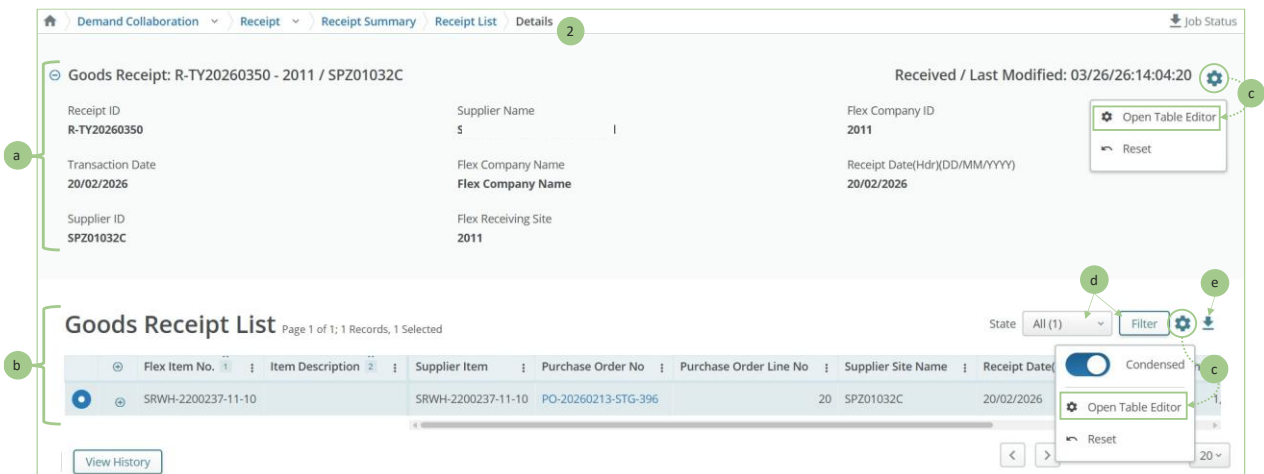 Demand Collaboration Receipt Receipt Summary Receipt List Details
2
Job Status
Goods Receipt: R-TY20260350 - 2011 / SPZ01032C Received / Last Modified: 03/26/26:14:04:20
c
Receipt ID Supplier Name Flex Company ID
Open Table Editor
R-TY20260350 2011
Reset
a
Transaction Date Flex Company Name Receipt Date(Hdr)(DD/MM/YYYY)
20/02/2026 Flex Company Name 20/02/2026
Supplier ID Flex Receiving Site
SPZ01032C 2011
d e
Goods Receipt List Page 1 of 1; 1 Records, 1 Selected State All (1) Filter
b
Flex Item No. 1 Item Description 2 Supplier Item Purchase Order No Purchase Order Line No Supplier Site Name Receipt Date( Condensed
c
SRWH-2200237-11-10 SRWH-2200237-11-10 PO-20260213-STG-396 20 SPZ01032C 20/02/2026 1,
Open Table Editor
Reset
View History < > 20